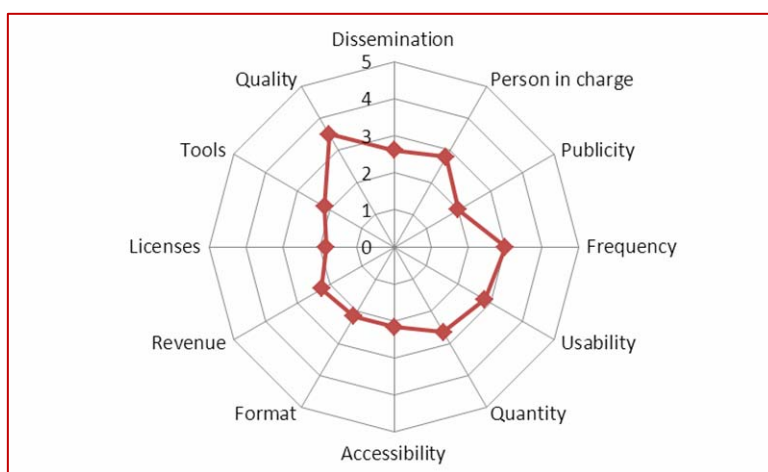 Dissemination
5
Quality
Person in charge
4
3
Tools
Publicity
2
1
Licenses
0
Frequency
Revenue
Usability
Format
Quantity
Accessibility